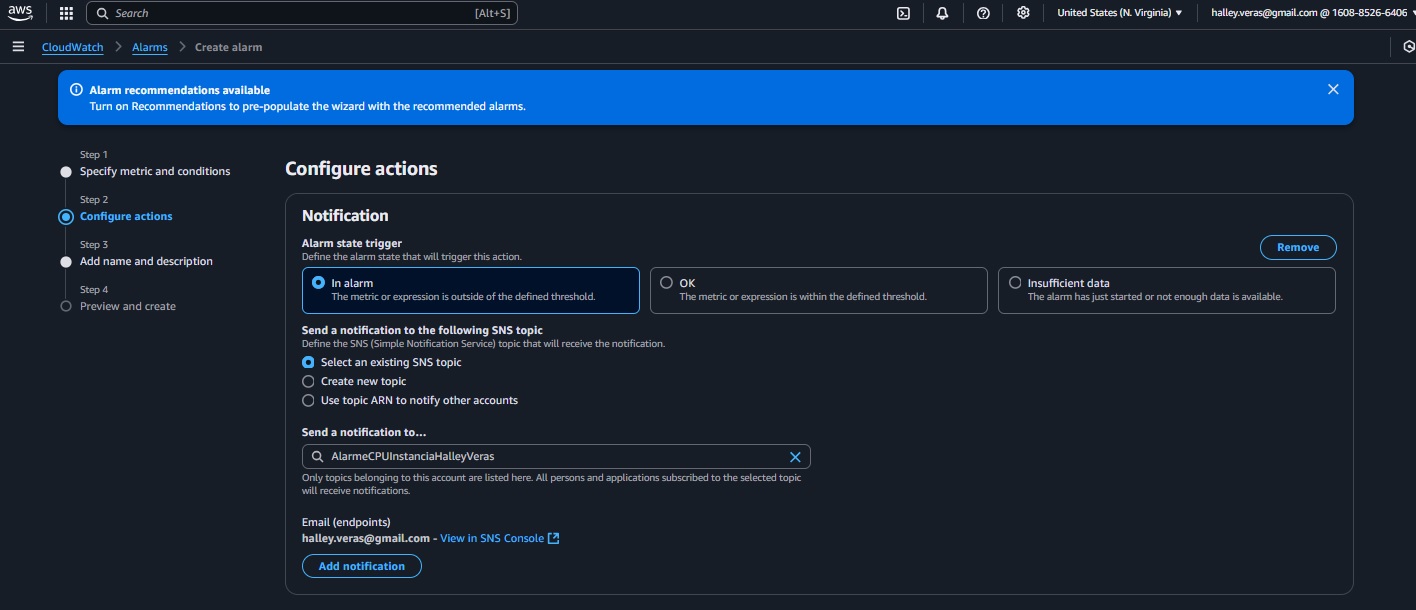 aws
Search [Alt+S]
United States (N. Virginia)
halley.veras@gmail.com @ 1608-8526-6406
CloudWatch
Alarms
Create alarm
Alarm recommendations available
Turn on Recommendations to pre-populate the wizard with the recommended alarms.
Step 1
Specify metric and conditions
Step 2
Configure actions
Step 3
Add name and description
Step 4
Preview and create
Configure actions
Notification
Alarm state trigger
Define the alarm state that will trigger this action.
Remove
In alarm
The metric or expression is outside of the defined threshold.
OK
The metric or expression is within the defined threshold.
Insufficient data
The alarm has just started or not enough data is available.
Send a notification to the following SNS topic
Define the SNS (Simple Notification Service) topic that will receive the notification.
Select an existing SNS topic
Create new topic
Use topic ARN to notify other accounts
Send a notification to...
AlarmeCPUInstanciaHalleyVeras
Only topics belonging to this account are listed here. All persons and applications subscribed to the selected topic
will receive notifications.
Email (endpoints)
halley.veras@gmail.com - View in SNS Console
Add notification